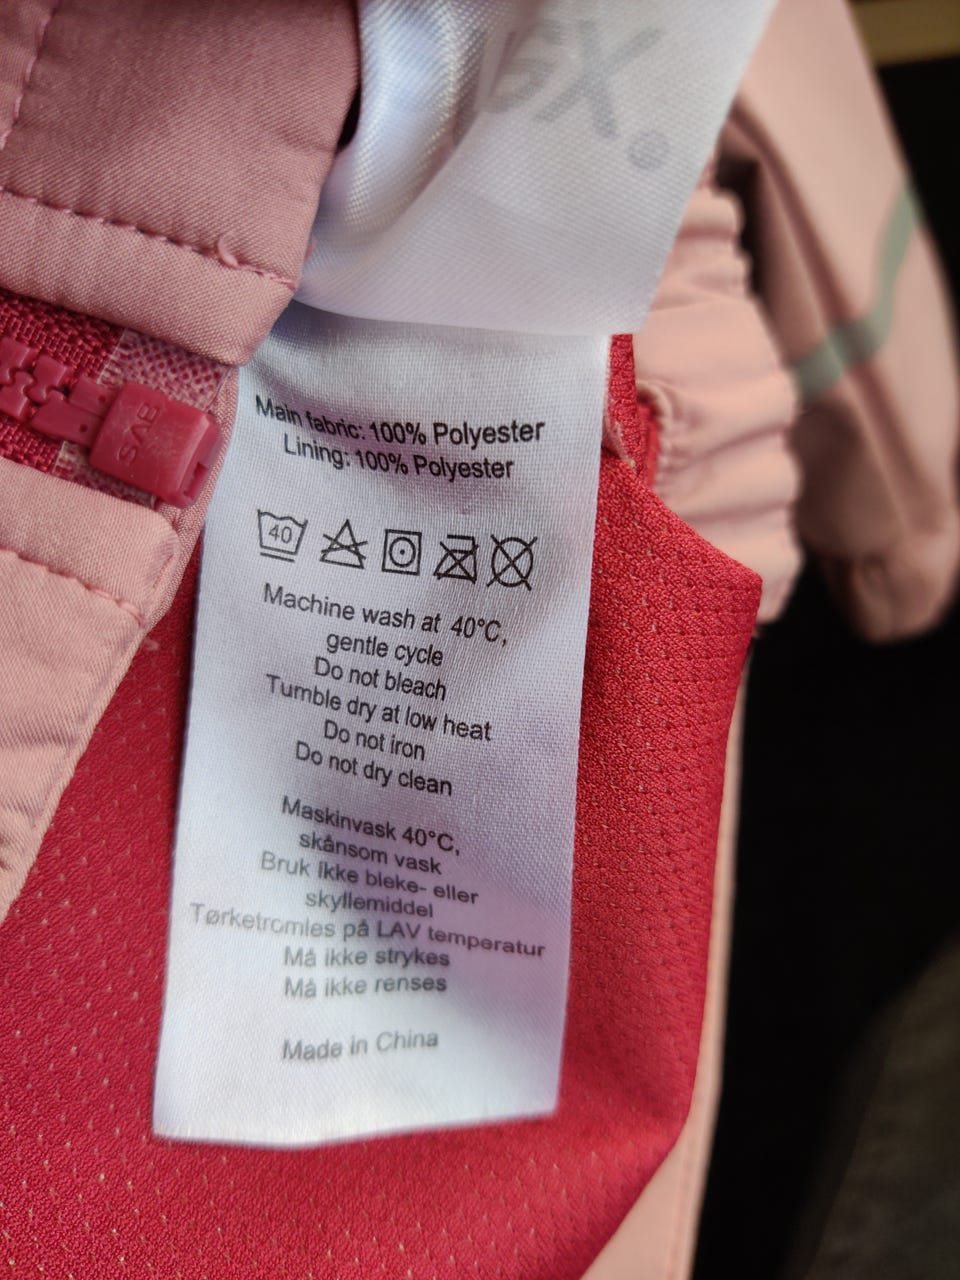 Main fabric: 100% Polyester
Lining: 100% Polyester
40
Machine wash at 40°C,
gentle cycle
Do not bleach
Tumble dry at low heat
Do not iron
Do not dry clean
Maskinvask 40°C,
skånsom vask
Bruk ikke bleke- eller
skyllemiddel
Tørketromles på LAV temperatur
Må ikke strykes
Må ikke renses
Made in China